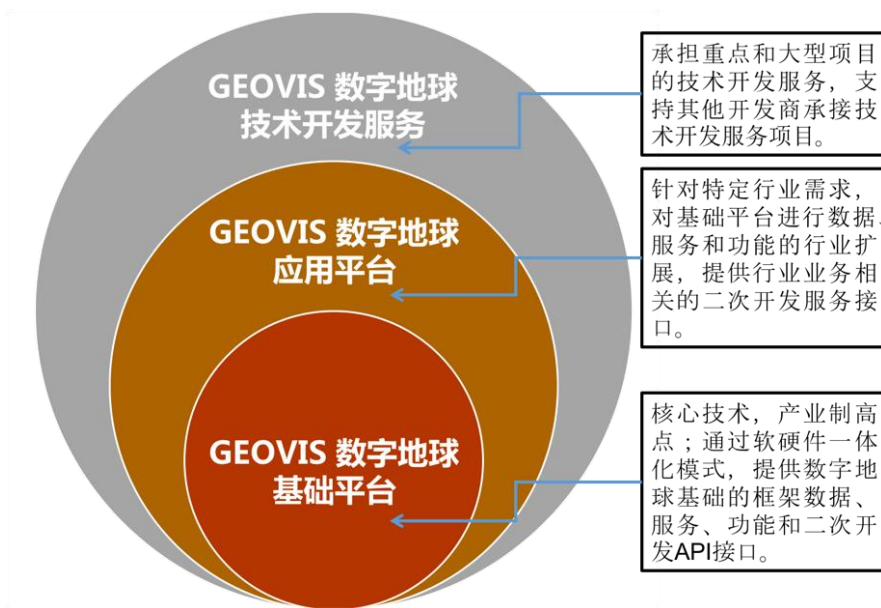 GEOVIS 数字地球
技术开发服务
承担重点和大型项目
的技术开发服务，支
持其他开发商承接技
术开发服务项目。
GEOVIS 数字地球
应用平台
针对特定行业需求，
对基础平台进行数据、
服务和功能的行业扩
展，提供行业业务相
关的二次开发服务接
口。
GEOVIS 数字地球
基础平台
核心技术，产业制高
点；通过软硬件一体
化模式，提供数字地
球基础的框架数据、
服务、功能和二次开
发API接口。